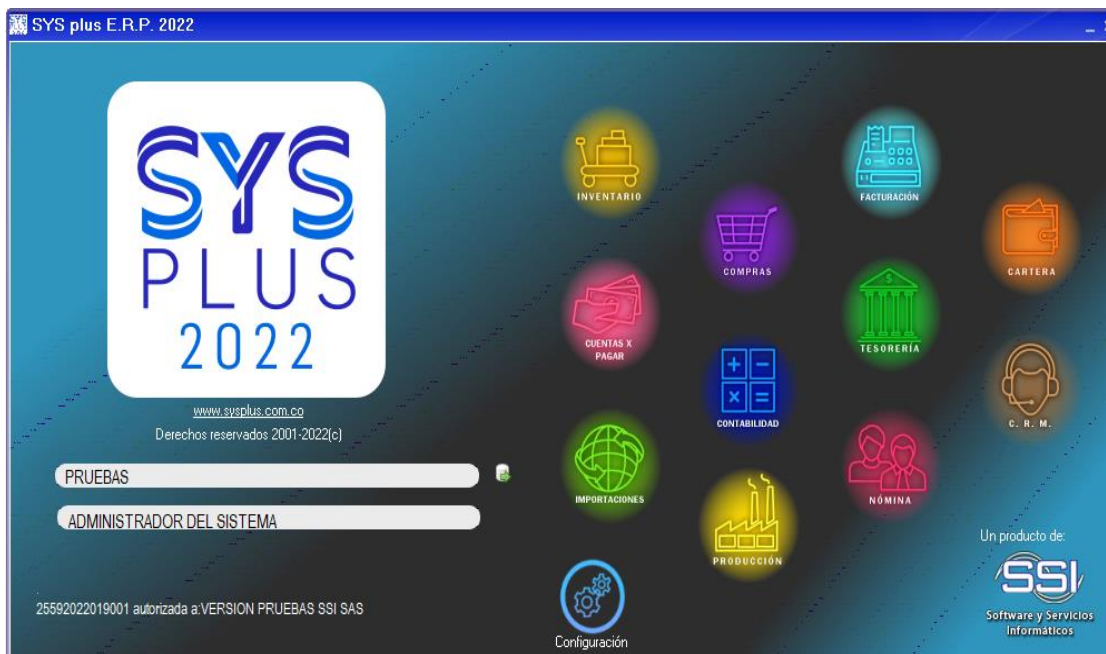 SYS plus E.R.P. 2022
SYS
PLUS
2022
www.sysplus.com.co
Derechos reservados 2001-2022(c)
PRUEBAS
ADMINISTRADOR DEL SISTEMA
25592022019001 autorizada a:VERSION PRUEBAS SSI SAS
INVENTARIO
FACTURACIÓN
COMPRAS
CARTERA
CUENTAS X
PAGAR
TESORERÍA
CONTABILIDAD
C. R. M.
IMPORTACIONES
NÓMINA
PRODUCCIÓN
Configuración
Un producto de:
SSI
Software y Servicios
Informáticos